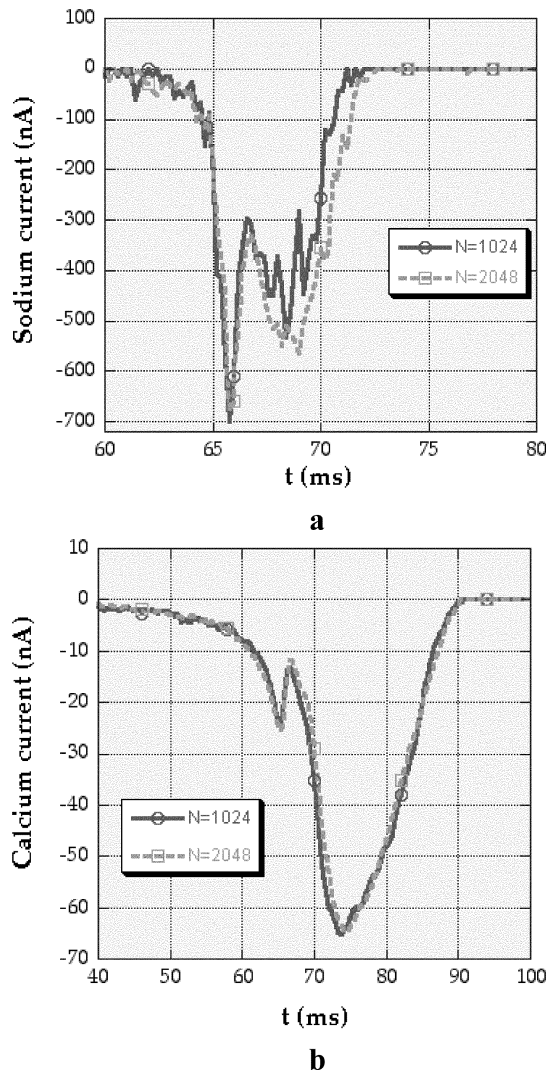 100
0
-100
-200
-300
-400
-500
-600
-700
Sodium current (nA)
N=1024
N=2048
60 65 70 75 80
t (ms)
a
10
0
-10
-20
-30
-40
-50
-60
-70
Calcium current (nA)
N=1024
N=2048
40 50 60 70 80 90 100
t (ms)
b